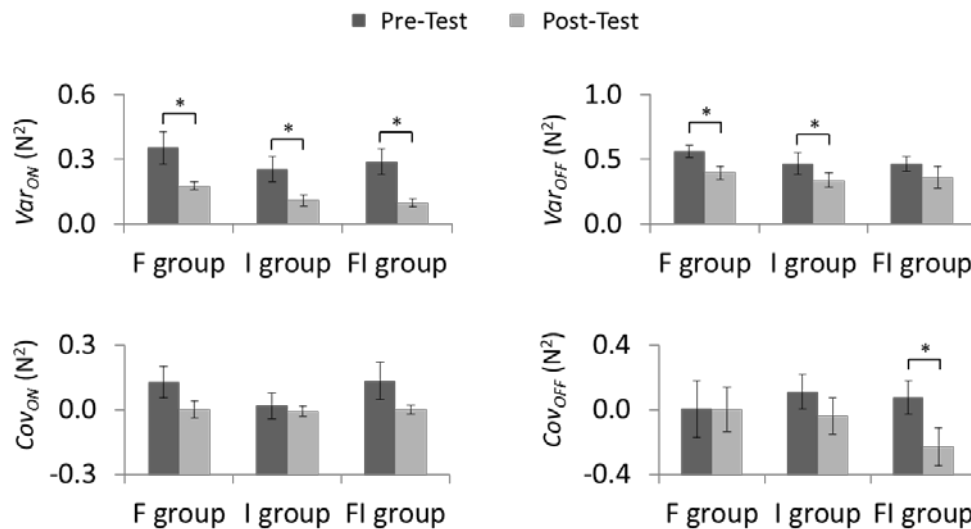 Pre-Test Post-Test
Var_ON (N²)
0.6
0.3
0.0
*
*
*
F group I group FI group
Var_OFF (N²)
1.0
0.5
0.0
*
*
F group I group FI group
Cov_ON (N²)
0.3
0.0
-0.3
F group I group FI group
Cov_OFF (N²)
0.4
0.0
-0.4
*
F group I group FI group